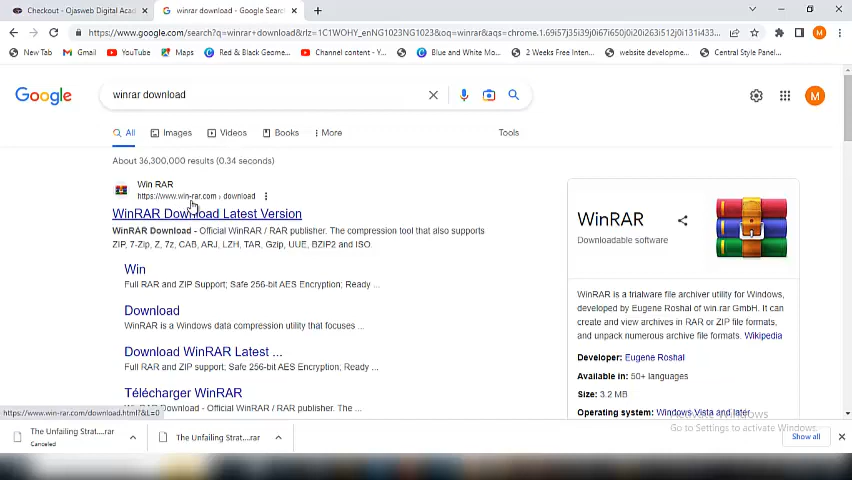 Checkout - Ojasweb Digital Acad
winrar download - Google Search
https://www.google.com/search?q=winrar+download&rlz=1C1WOHY_enNG1023NG1023&oq=winrar&aqs=chrome.1.69i57j35i39j0i67i650j0i20i263i512j0i131i433...
M
New Tab
Gmail
YouTube
Maps
Red & Black Geome...
Channel content - Y...
Blue and White Mo...
2 Weeks Free Inten...
website developme...
Central Style Panel...
Google
winrar download
M
All
Images
Videos
Books
More
Tools
About 36,300,000 results (0.34 seconds)
Win RAR
https://www.win-rar.com › download
WinRAR Download Latest Version
WinRAR Download - Official WinRAR / RAR publisher. The compression tool that also supports
ZIP, 7-Zip, Z, 7z, CAB, ARJ, LZH, TAR, Gzip, UUE, BZIP2 and ISO.
Win
Full RAR and ZIP Support; Safe 256-bit AES Encryption; Ready ...
Download
WinRAR is a Windows data compression utility that focuses ...
Download WinRAR Latest ...
Full RAR and ZIP support; Safe 256-bit AES Encryption; Ready ...
Télécharger WinRAR
WinRAR Download - Official WinRAR / RAR publisher. The ...
WinRAR
Downloadable software
WinRAR is a trialware file archiver utility for Windows,
developed by Eugene Roshal of win.rar GmbH. It can
create and view archives in RAR or ZIP file formats,
and unpack numerous archive file formats. Wikipedia
Developer: Eugene Roshal
Available in: 50+ languages
Size: 3.2 MB
Operating system: Windows Vista and later
Activate Windows
Go to Settings to activate Windows.
https://www.win-rar.com/download.html?&L=0
The Unfailing Strat....rar
Canceled
The Unfailing Strat....rar
Show all